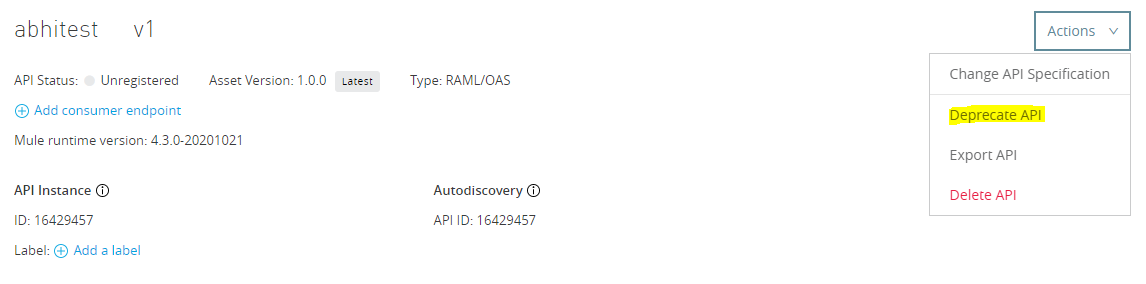 abhitest v1
Actions
API Status: Unregistered Asset Version: 1.0.0 Latest Type: RAML/OAS
Add consumer endpoint
Mule runtime version: 4.3.0-20201021
API Instance Autodiscovery
ID: 16429457 API ID: 16429457
Label: Add a label
Change API Specification
Deprecate API
Export API
Delete API